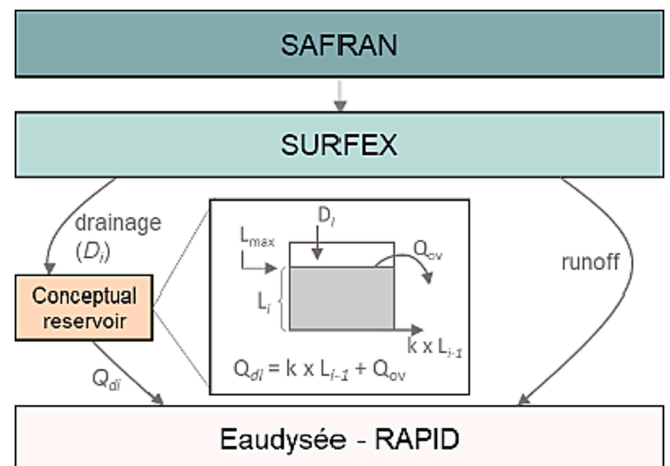 SAFRAN
SURFEX
drainage
(Di)
Conceptual
reservoir
Qdi
Di
Lmax
Qov
Li
k x Li-1
Qdi = k x Li-1 + Qov
runoff
Eaudysée - RAPID